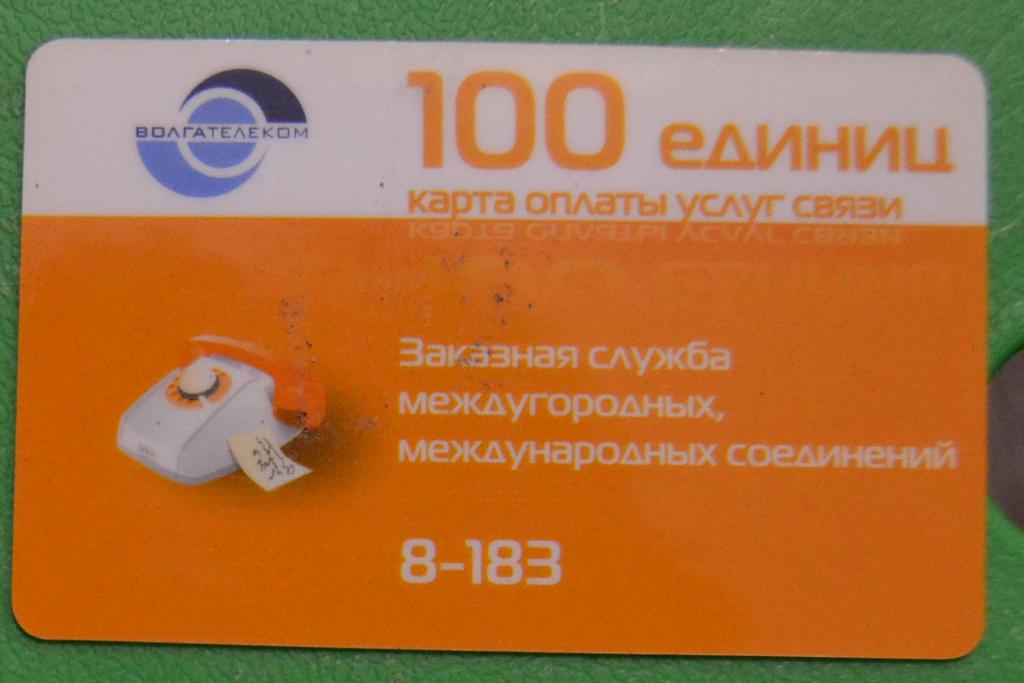 ВОЛГАТЕЛЕКОМ
100 единиц
карта оплаты услуг связи
Заказная служба
междугородных,
международных соединений
8-183